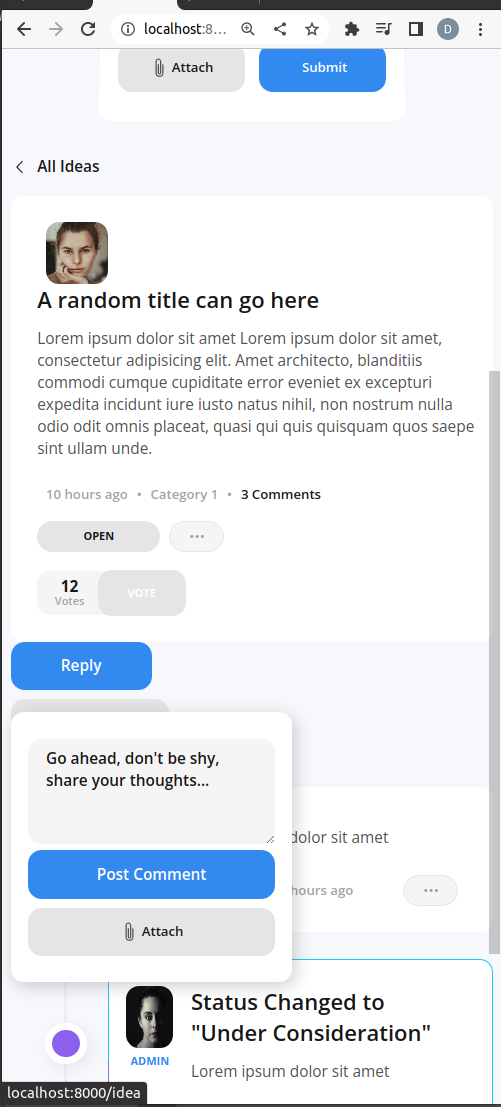 localhost:8...
D
Attach
Submit
All Ideas
A random title can go here
Lorem ipsum dolor sit amet Lorem ipsum dolor sit amet,
consectetur adipisicing elit. Amet architecto, blanditiis
commodi cumque cupiditate error eveniet ex excepturi
expedita incidunt iure iusto natus nihil, non nostrum nulla
odio odit omnis placeat, quasi qui quis quisquam quos saepe
sint ullam unde.
10 hours ago • Category 1 • 3 Comments
OPEN
12
Votes
VOTE
Reply
Go ahead, don't be shy,
share your thoughts...
dolor sit amet
Post Comment
hours ago
Attach
Status Changed to
"Under Consideration"
ADMIN
Lorem ipsum dolor sit amet
localhost:8000/idea